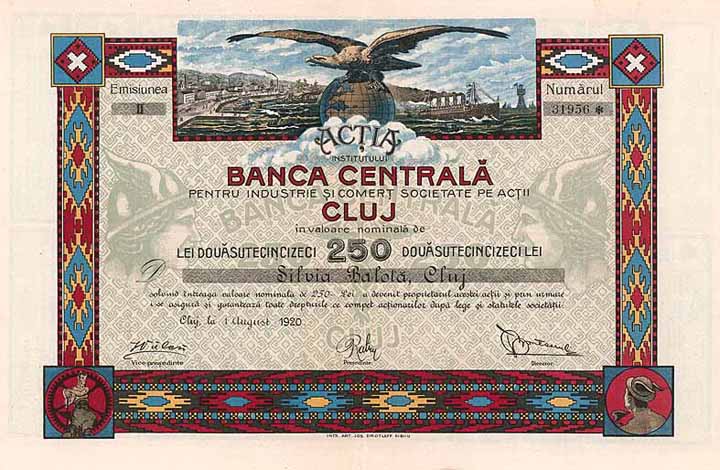 Emisiunea
II
Numărul
31956 *
ACȚIA
INSTITUTULUI
BANCA CENTRALĂ
PENTRU INDUSTRIE ȘI COMERȚ SOCIETATE PE ACȚII
CLUJ
in valoare nominală de
LEI DOUĂSUTECINCIZECI 250 DOUĂSUTECINCIZECI LEI
D Silvia Balotă, Cluj
solvind intreaga valoare nominala de 250- Lei a devenit proprietarul acestei acții și prin urmare
i-se asigură și garantează toate drepturile ce compet acționarilor după lege și statutele societății.
CLUJ
Cluj, la 1 August 1920.
Vice-președinte
Președinte
Director
INST. ART. JOS. DROTLEFF SIBIU